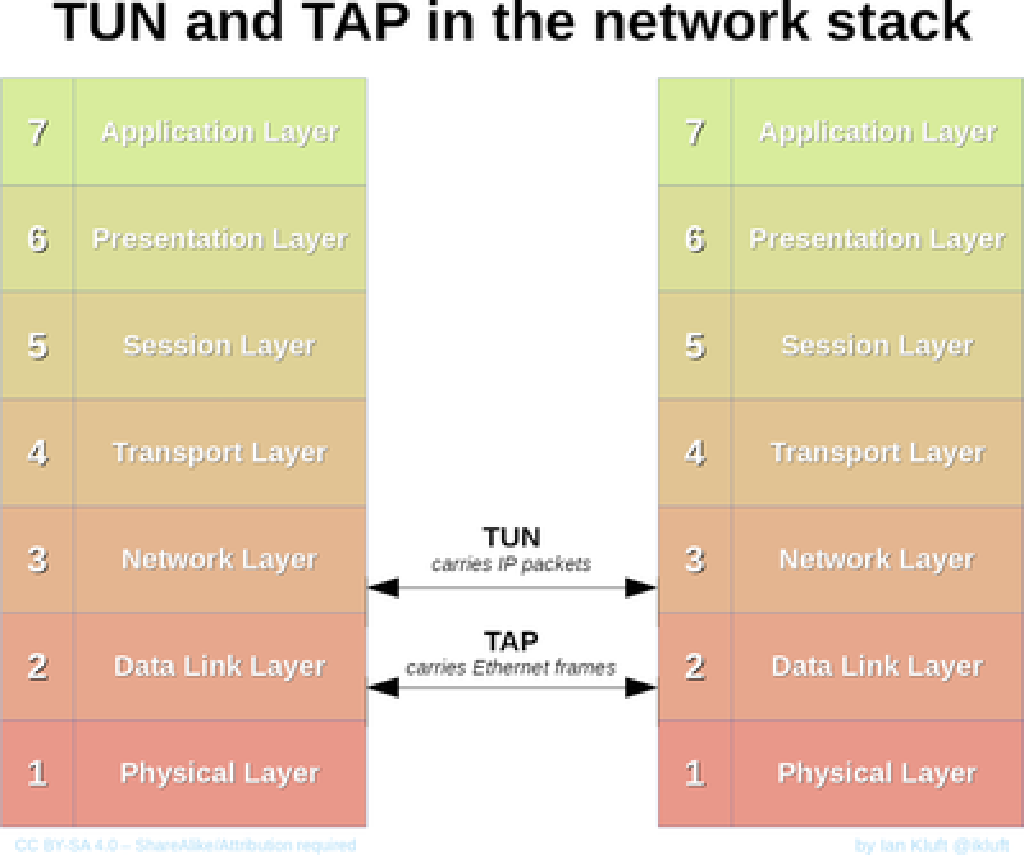 TUN and TAP in the network stack
7 Application Layer
6 Presentation Layer
5 Session Layer
4 Transport Layer
3 Network Layer
2 Data Link Layer
1 Physical Layer
TUN
carries IP packets
TAP
carries Ethernet frames
7 Application Layer
6 Presentation Layer
5 Session Layer
4 Transport Layer
3 Network Layer
2 Data Link Layer
1 Physical Layer
CC BY-SA 4.0 – ShareAlike/Attribution required
by Ian Kluft @ikluft